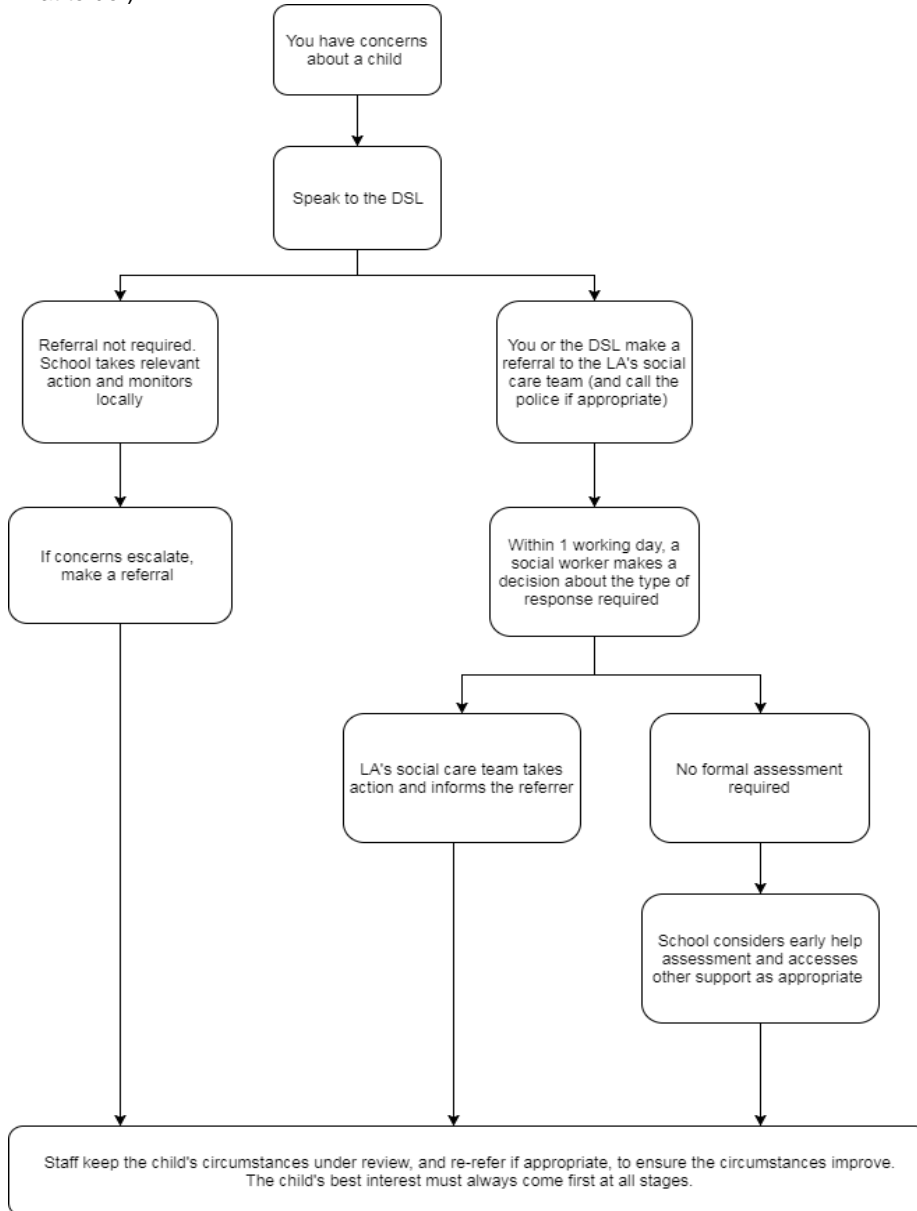 You have concerns
about a child
Speak to the DSL
Referral not required.
School takes relevant
action and monitors
locally
You or the DSL make a
referral to the LA's social
care team (and call the
police if appropriate)
If concerns escalate,
make a referral
Within 1 working day, a
social worker makes a
decision about the type of
response required
LA's social care team takes
action and informs the referrer
No formal assessment
required
School considers early help
assessment and accesses
other support as appropriate
Staff keep the child's circumstances under review, and re-refer if appropriate, to ensure the circumstances improve.
The child's best interest must always come first at all stages.